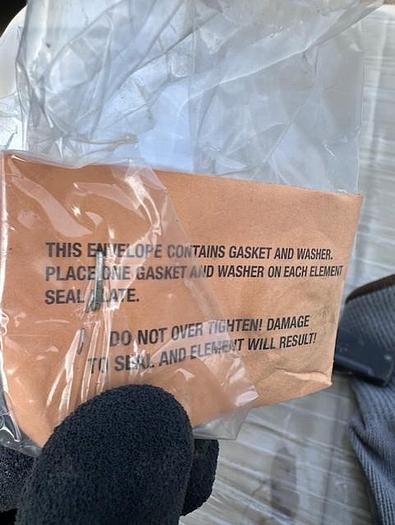 THIS ENVELOPE CONTAINS GASKET AND WASHER.
PLACE ONE GASKET AND WASHER ON EACH ELEMENT
SEAL PLATE.
DO NOT OVER TIGHTEN! DAMAGE
TO SEAL AND ELEMENT WILL RESULT!